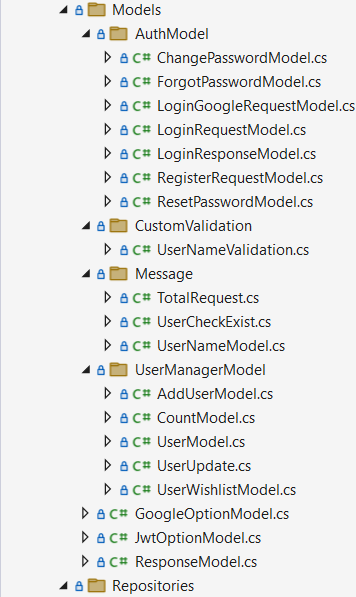 Models
AuthModel
C# ChangePasswordModel.cs
C# ForgotPasswordModel.cs
C# LoginGoogleRequestModel.cs
C# LoginRequestModel.cs
C# LoginResponseModel.cs
C# RegisterRequestModel.cs
C# ResetPasswordModel.cs
CustomValidation
C# UserNameValidation.cs
Message
C# TotalRequest.cs
C# UserCheckExist.cs
C# UserNameModel.cs
UserManagerModel
C# AddUserModel.cs
C# CountModel.cs
C# UserModel.cs
C# UserUpdate.cs
C# UserWishlistModel.cs
C# GoogleOptionModel.cs
C# JwtOptionModel.cs
C# ResponseModel.cs
Repositories